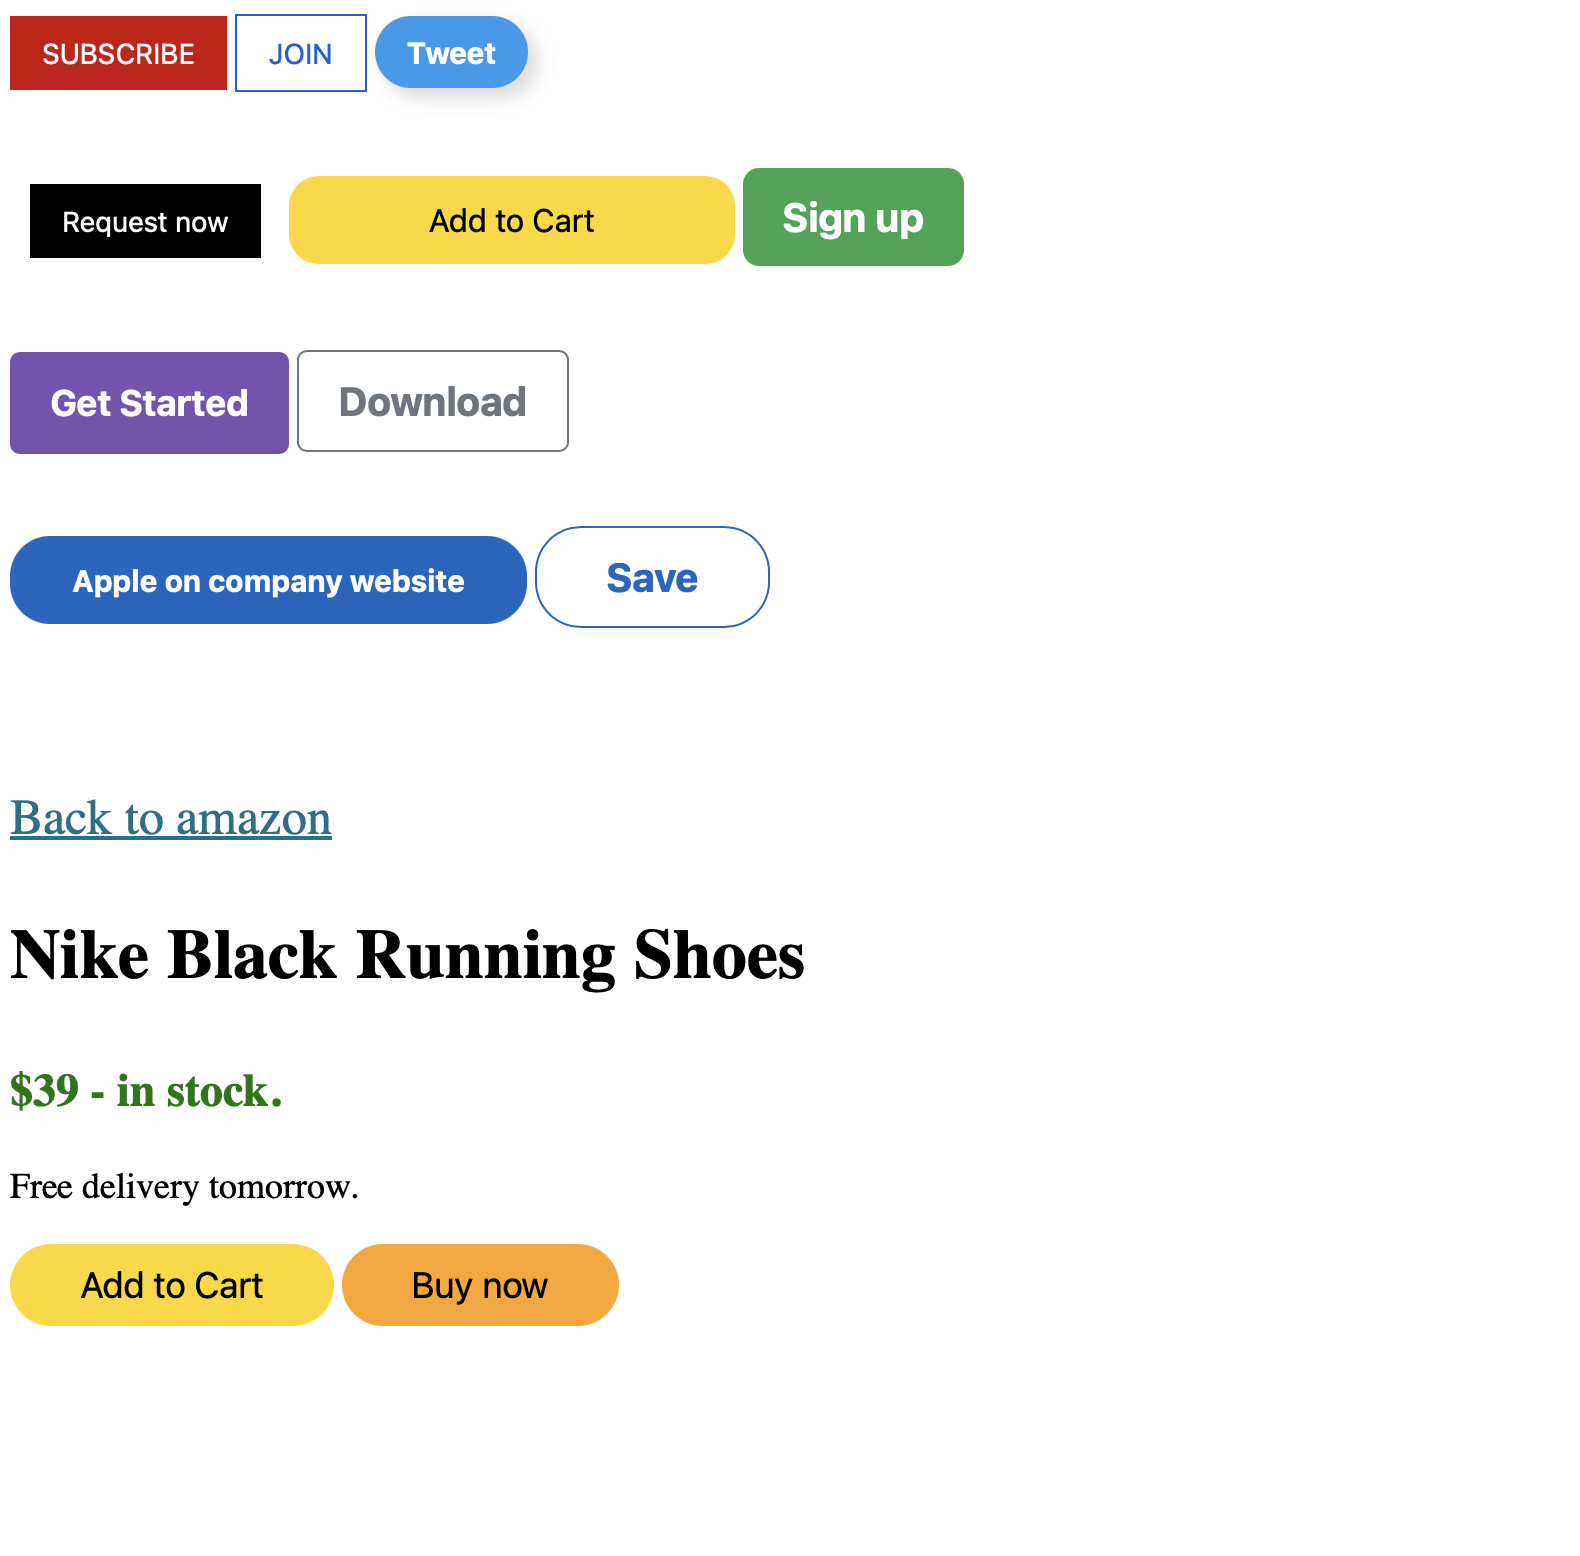 SUBSCRIBE JOIN Tweet
Request now Add to Cart Sign up
Get Started Download
Apple on company website Save
Back to amazon
Nike Black Running Shoes
$39 - in stock.
Free delivery tomorrow.
Add to Cart Buy now